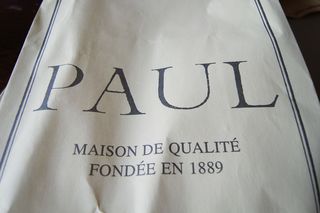 PAUL
MAISON DE QUALITÉ
FONDÉE EN 1889